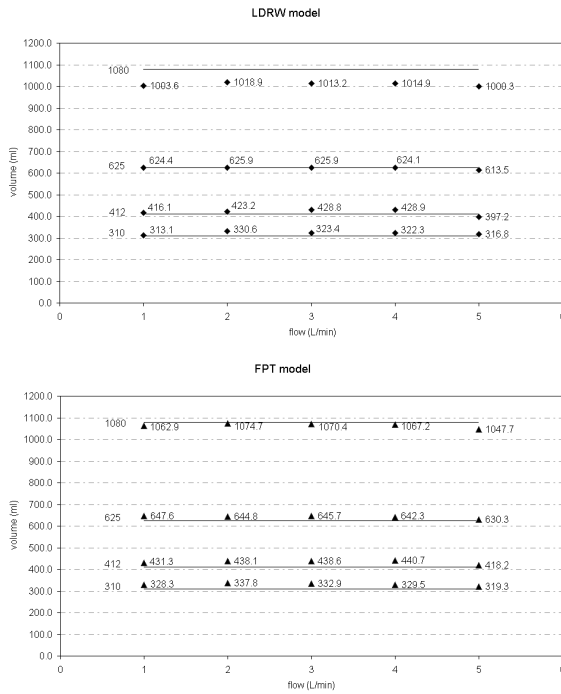 LDRW model
1200.0
1100.0
1080
1000.0
1003.6 1018.9 1013.2 1014.9 1000.3
900.0
800.0
700.0
625 624.4 625.9 625.9 624.1 613.5
600.0
500.0
412 416.1 423.2 428.8 428.9 397.2
400.0
310 313.1 330.6 323.4 322.3 316.8
300.0
200.0
100.0
0.0
volume (ml)
0 1 2 3 4 5 6
flow (L/min)
FPT model
1200.0
1100.0
1080 1062.9 1074.7 1070.4 1067.2 1047.7
1000.0
900.0
800.0
700.0
625 647.6 644.8 645.7 642.3 630.3
600.0
500.0
412 431.3 438.1 438.6 440.7 418.2
400.0
310 328.3 337.8 332.9 329.5 319.3
300.0
200.0
100.0
0.0
volume (ml)
0 1 2 3 4 5 6
flow (L/min)